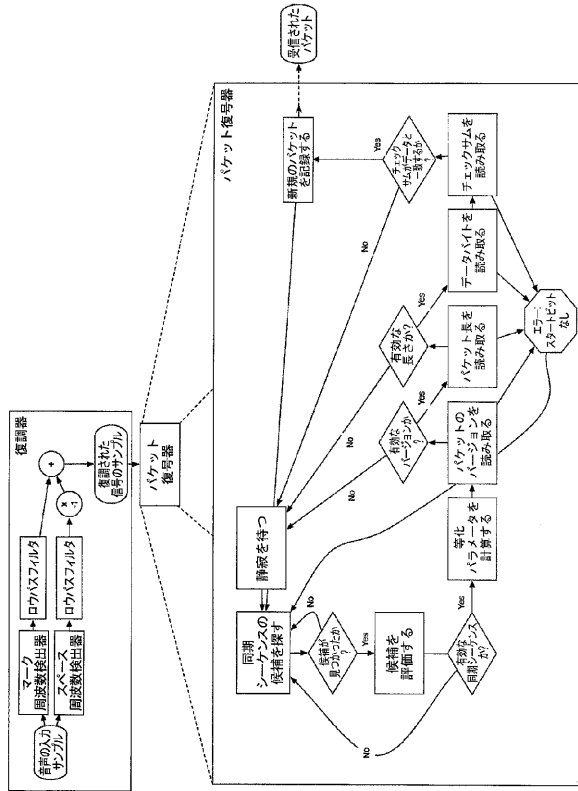 復調器
音声の入力
サンプル
マーク
周波数検出器
スペース
周波数検出器
ロウパスフィルタ
ロウパスフィルタ
+
×
-1
復調された
信号のサンプル
パケット
復号器
パケット復号器
同期
シーケンスの
候補を探す
静寂を待つ
新規のパケット
を記録する
受信された
パケット
候補が
見つかったか
?
No
Yes
候補を
評価する
有効な
同期シーケンス
か?
No
Yes
等化
パラメータを
計算する
パケットの
バージョンを
読み取る
有効な
バージョンか?
No
Yes
パケット長を
読み取る
有効な
長さか?
No
Yes
データバイトを
読み取る
チェックサムを
読み取る
チェック
サムがデータと
一致するか
?
No
Yes
エラー:
スタートビット
なし